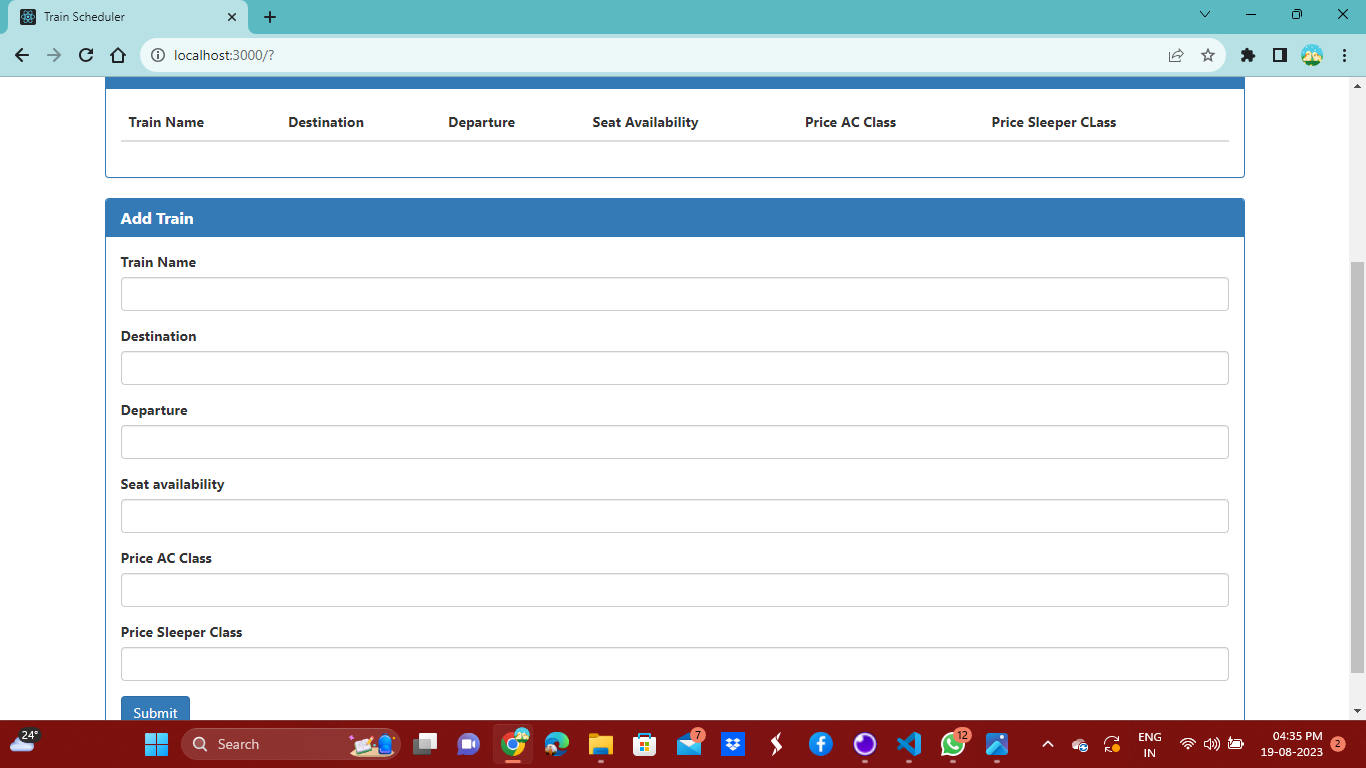 Train Scheduler
localhost:3000/?
Train Name Destination Departure Seat Availability Price AC Class Price Sleeper CLass
Add Train
Train Name
Destination
Departure
Seat availability
Price AC Class
Price Sleeper Class
Submit
24°
Search
7
12
ENG
IN
04:35 PM
19-08-2023
2